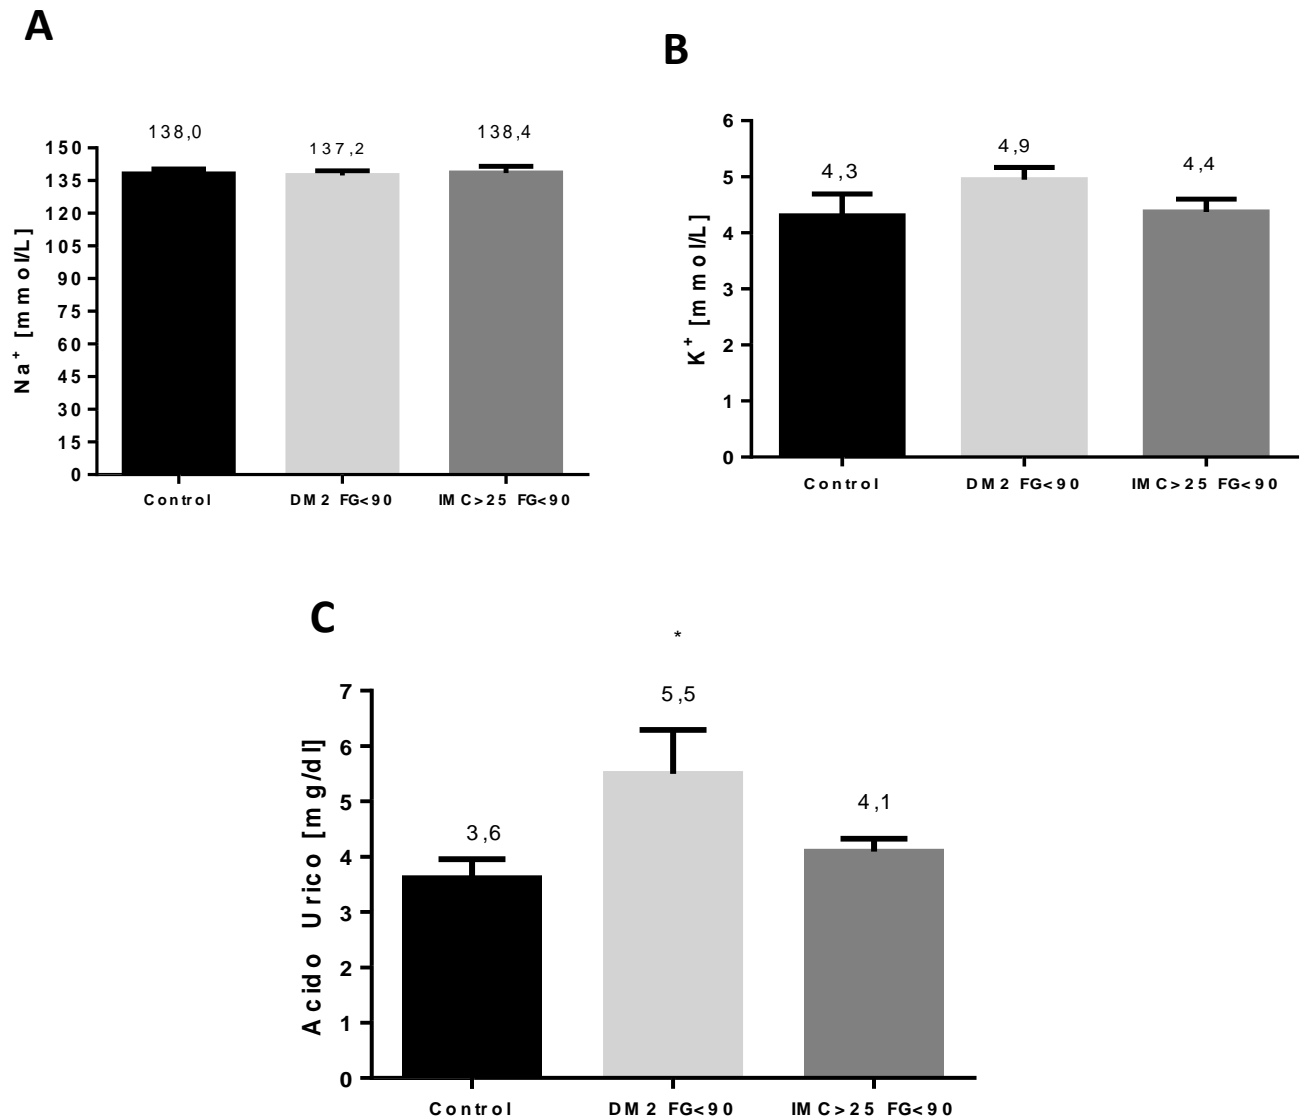 A
Na+ [mmol/L]
150
135
120
105
90
75
60
45
30
15
0
138,0
137,2
138,4
Control
DM2 FG<90
IMC>25 FG<90
B
K+ [mmol/L]
6
5
4
3
2
1
0
4,3
4,9
4,4
Control
DM2 FG<90
IMC>25 FG<90
C
Acido Urico [mg/dl]
7
6
5
4
3
2
1
0
3,6
*
5,5
4,1
Control
DM2 FG<90
IMC>25 FG<90